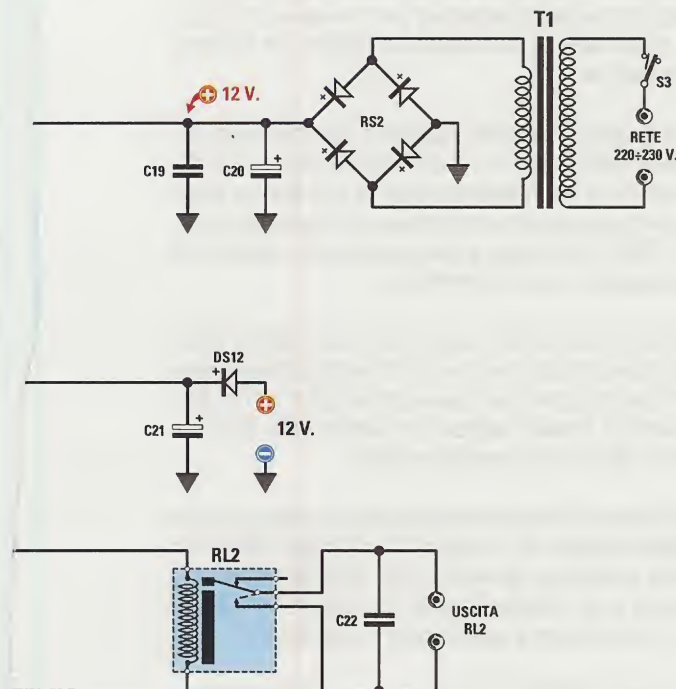 T1
S3
RETE
220÷230 V.
12 V.
RS2
C19
C20
+
DS12
+
+
C21
12 V.
RL2
C22
USCITA
RL2